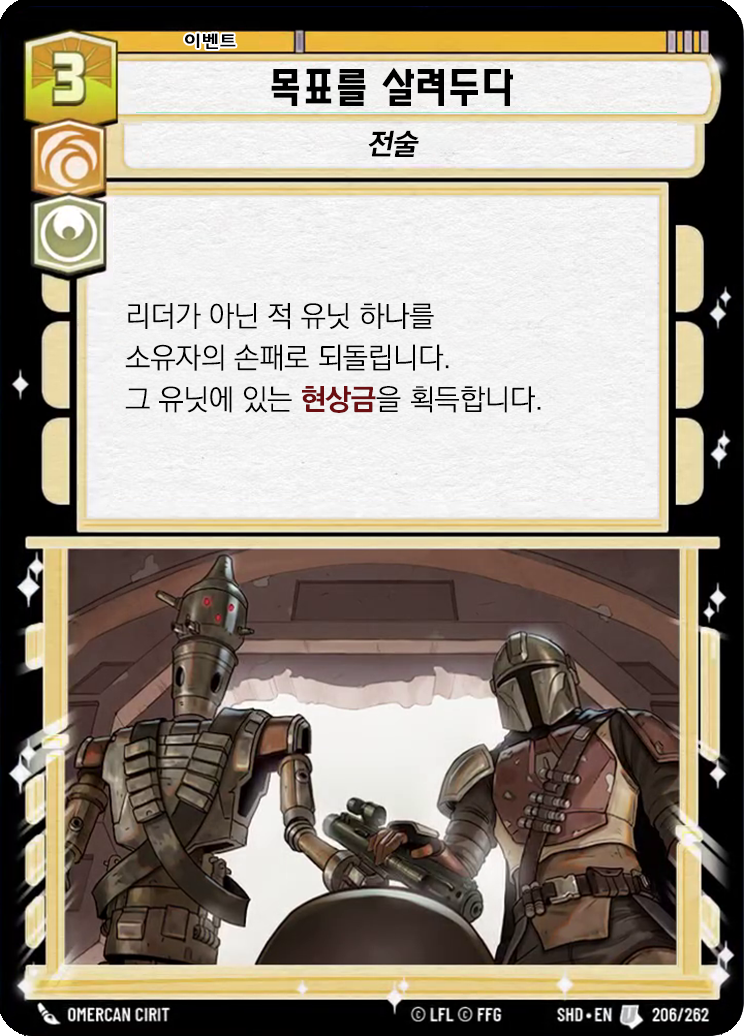 이벤트
3
목표를 살려두다
전술
리더가 아닌 적 유닛 하나를
소유자의 손패로 되돌립니다.
그 유닛에 있는 현상금을 획득합니다.
OMERCAN CIRIT
© LFL © FFG
SHD • EN
206/262